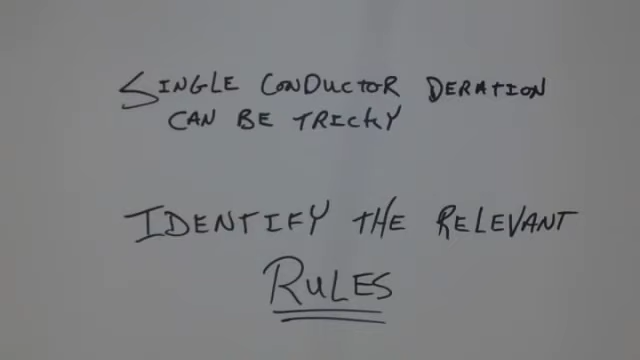 SINGLE CONDUCTOR DERATION
CAN BE TRICKY
IDENTIFY THE RELEVANT
RULES